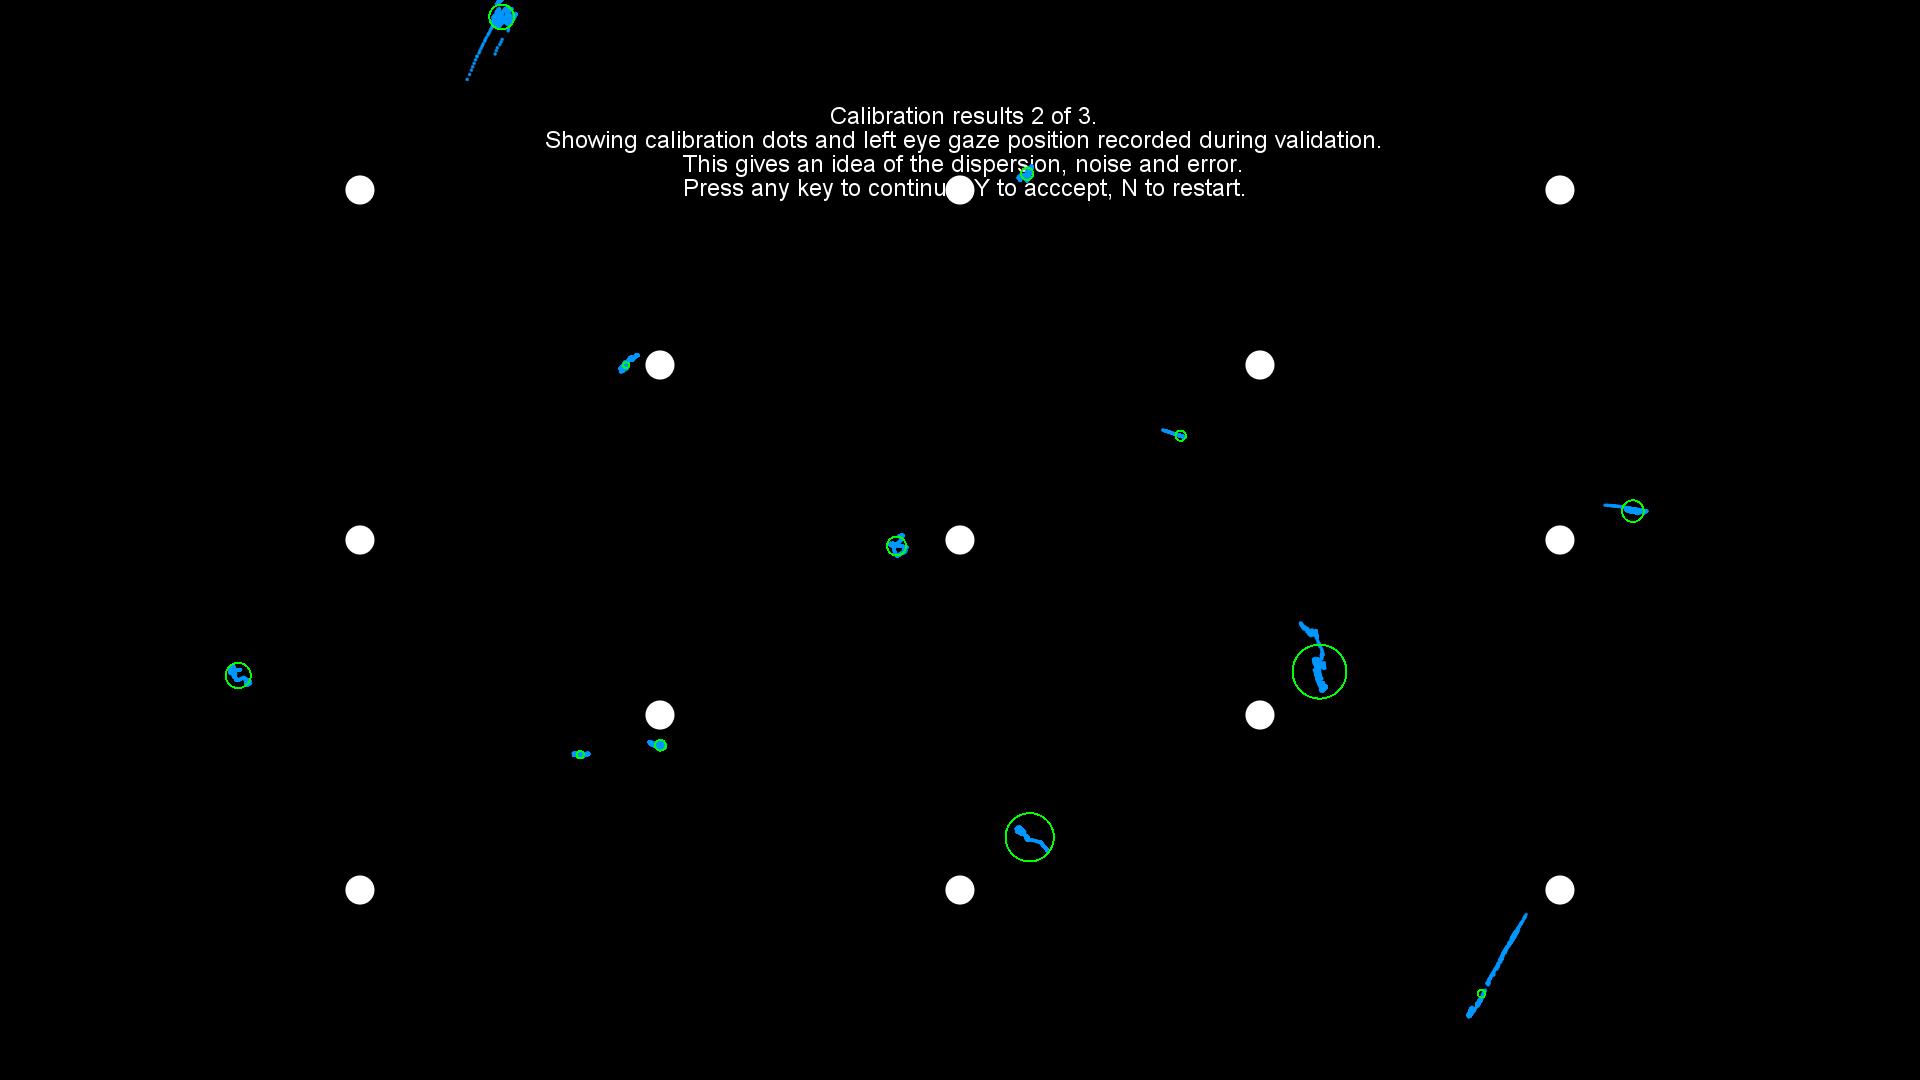 Calibration results 2 of 3.
Showing calibration dots and left eye gaze position recorded during validation.
This gives an idea of the dispersion, noise and error.
Press any key to continu Y to acccept, N to restart.